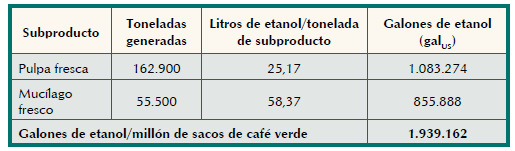 Subproducto Toneladas generadas Litros de etanol/tonelada de subproducto Galones de etanol (galUS)
Pulpa fresca 162.900 25,17 1.083.274
Mucílago fresco 55.500 58,37 855.888
Galones de etanol/millón de sacos de café verde 1.939.162